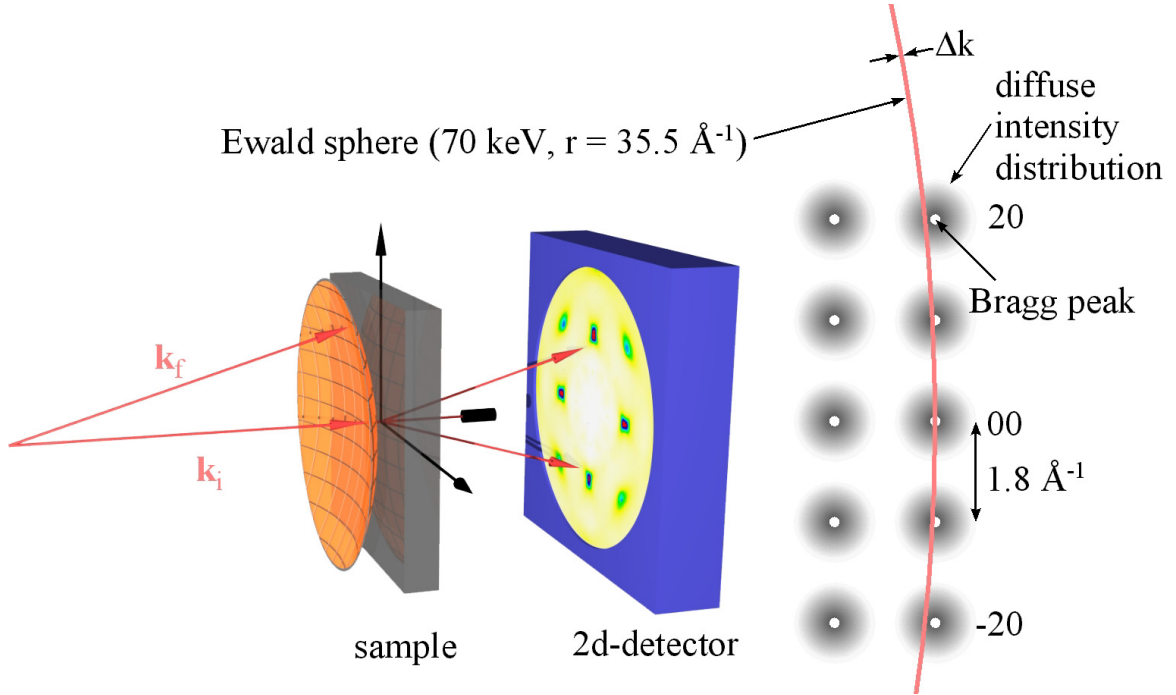 Δk
diffuse
intensity
distribution
Ewald sphere (70 keV, r = 35.5 Å⁻¹)
20
Bragg peak
k_f
k_i
00
1.8 Å⁻¹
-20
sample
2d-detector